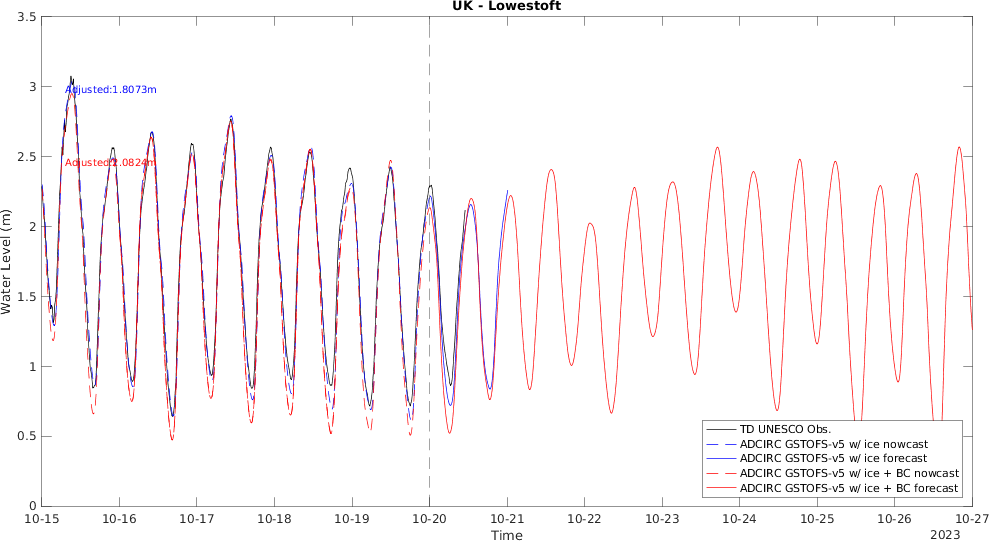 UK - Lowestoft
3.5
3
2.5
2
1.5
1
0.5
0
Water Level (m)
Adjusted:1.8073m
Adjusted:2.0824m
TD UNESCO Obs.
ADCIRC GSTOFS-v5 w/ ice nowcast
ADCIRC GSTOFS-v5 w/ ice forecast
ADCIRC GSTOFS-v5 w/ ice + BC nowcast
ADCIRC GSTOFS-v5 w/ ice + BC forecast
10-15 10-16 10-17 10-18 10-19 10-20 10-21 10-22 10-23 10-24 10-25 10-26 10-27
Time
2023